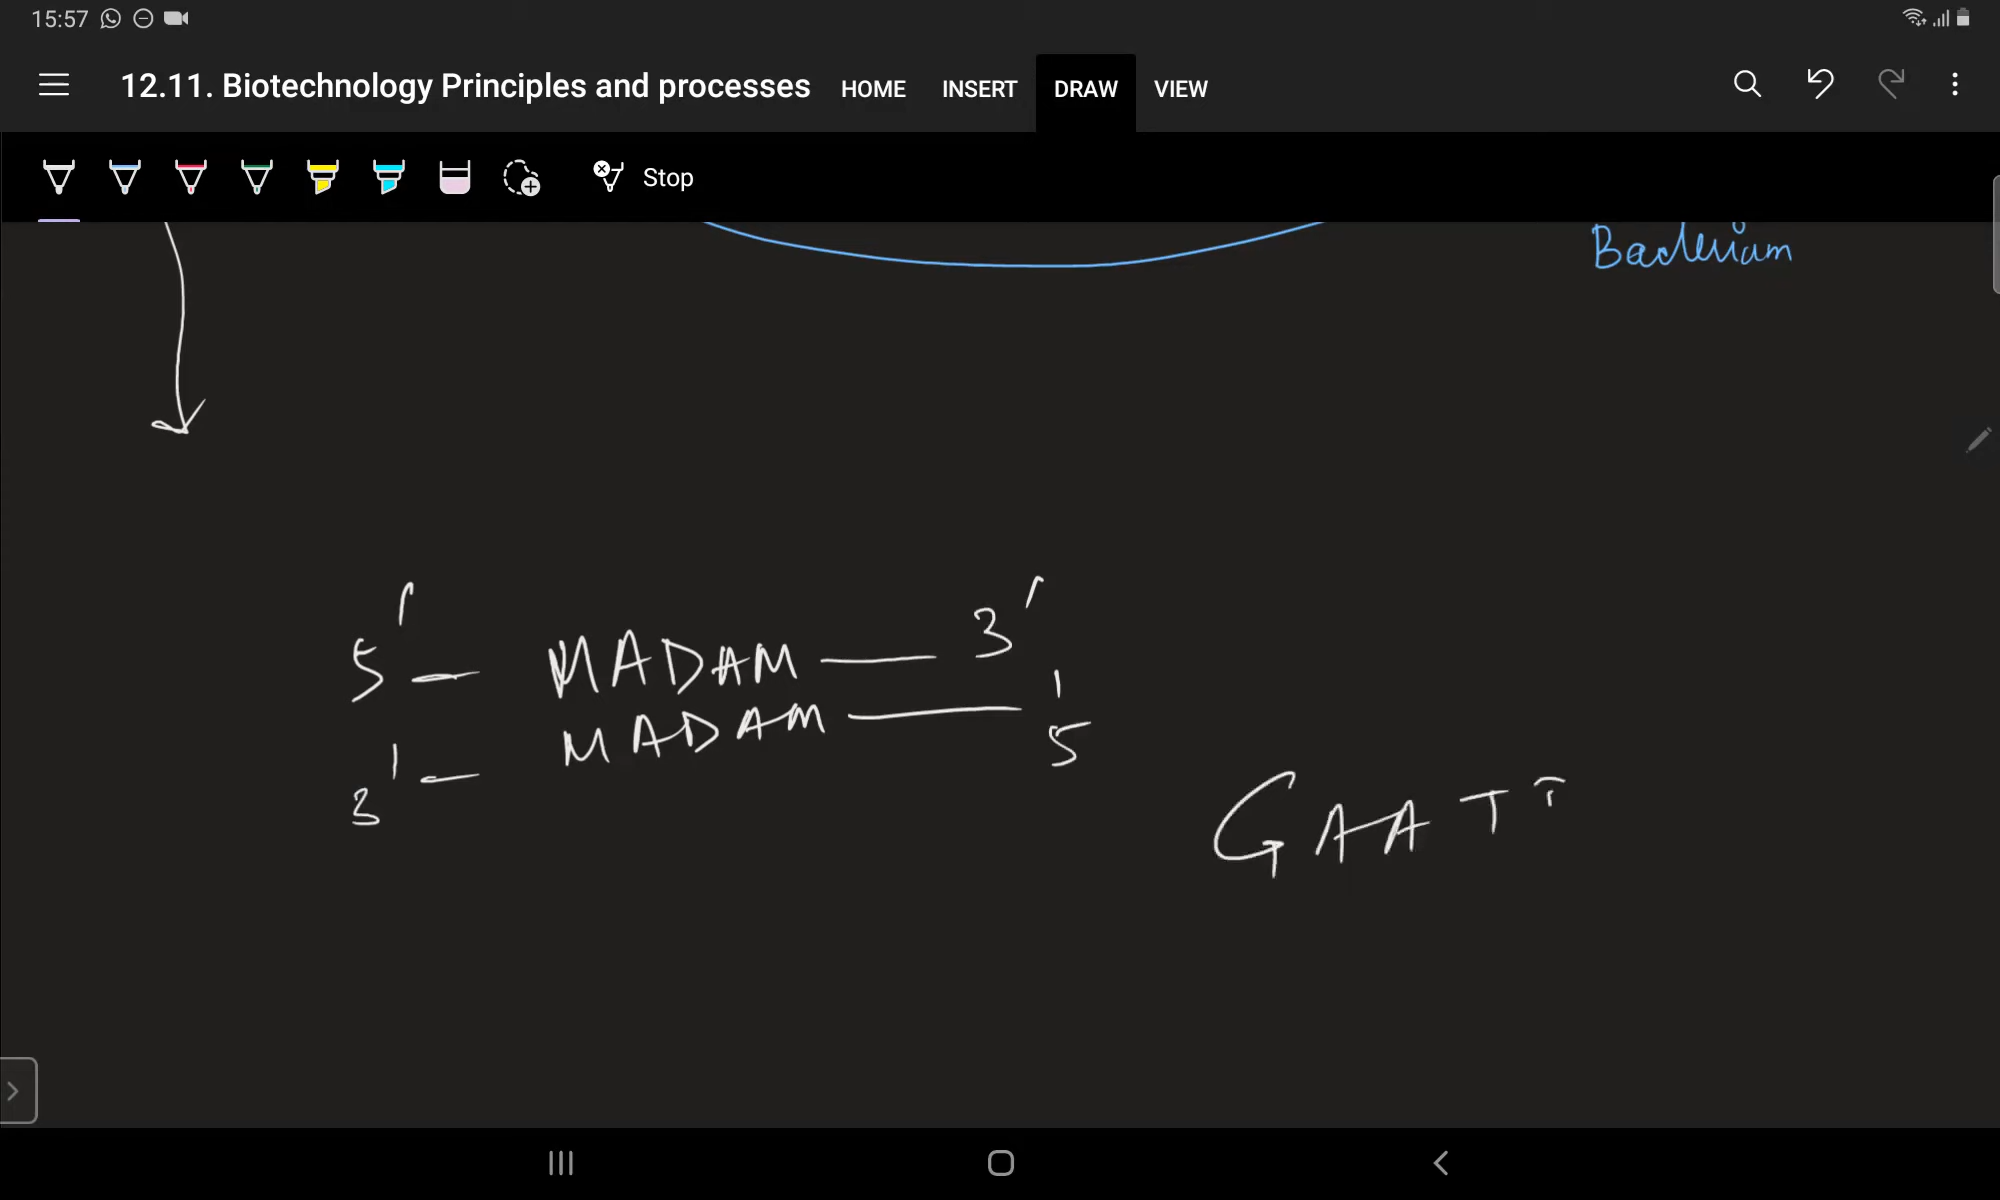 15:57
12.11. Biotechnology Principles and processes HOME INSERT DRAW VIEW
Stop
Bacterium
5' — MADAM — 3'
3' — MADAM — 5'
GAATT